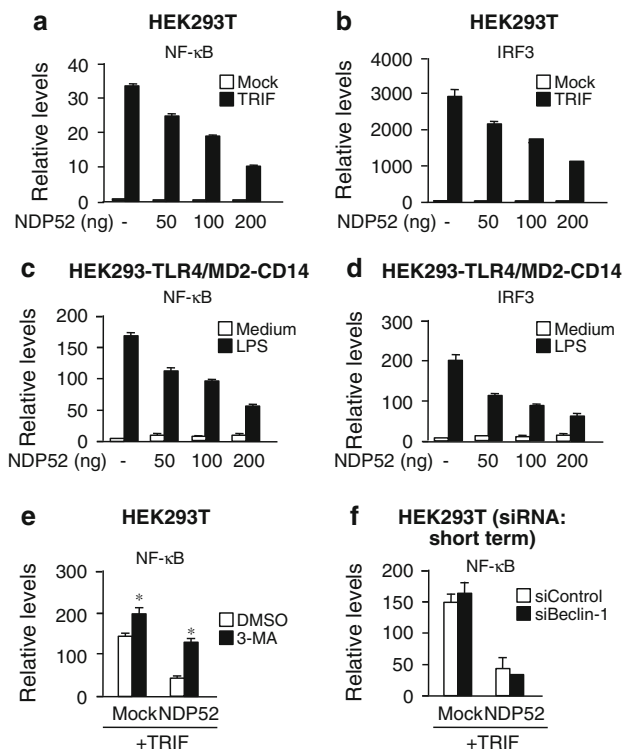 a HEK293T
NF-κB
Mock
TRIF
Relative levels
40
30
20
10
0
NDP52 (ng) - 50 100 200
b HEK293T
IRF3
Mock
TRIF
Relative levels
4000
3000
2000
1000
0
NDP52 (ng) - 50 100 200
c HEK293-TLR4/MD2-CD14
NF-κB
Medium
LPS
Relative levels
200
150
100
50
0
NDP52 (ng) - 50 100 200
d HEK293-TLR4/MD2-CD14
IRF3
Medium
LPS
Relative levels
300
200
100
0
NDP52 (ng) - 50 100 200
e HEK293T
NF-κB
DMSO
3-MA
Relative levels
300
200
100
0
* *
Mock NDP52
+TRIF
f HEK293T (siRNA:
short term)
NF-κB
siControl
siBeclin-1
Relative levels
200
150
100
50
0
Mock NDP52
+TRIF